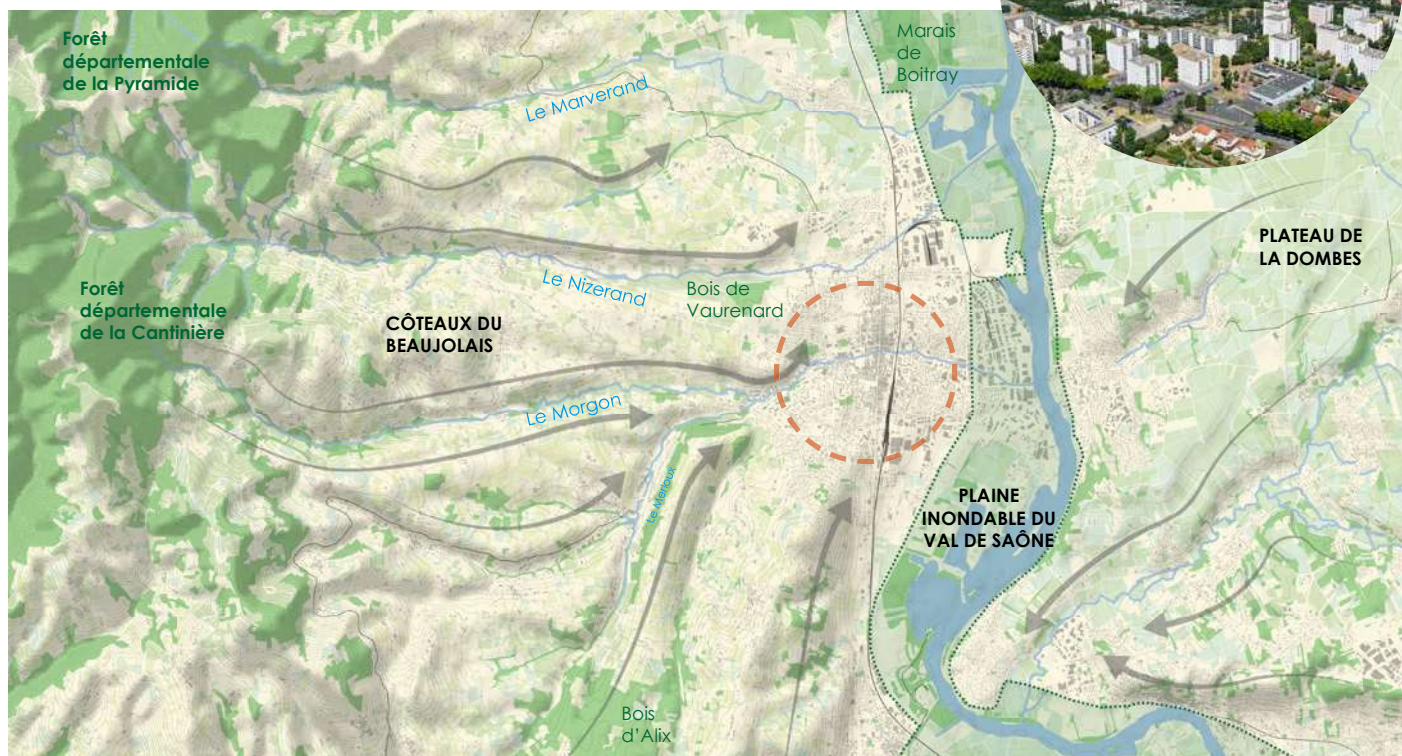 Forêt
départementale
de la Pyramide
Marais
de
Boitray
Le Marverand
PLATEAU DE
LA DOMBES
Le Nizerand
Bois de
Vaurenard
Forêt
départementale
de la Cantinière
CÔTEAUX DU
BEAUJOLAIS
Le Morgon
Le Merloux
PLAINE
INONDABLE DU
VAL DE SAÔNE
Bois
d’Alix